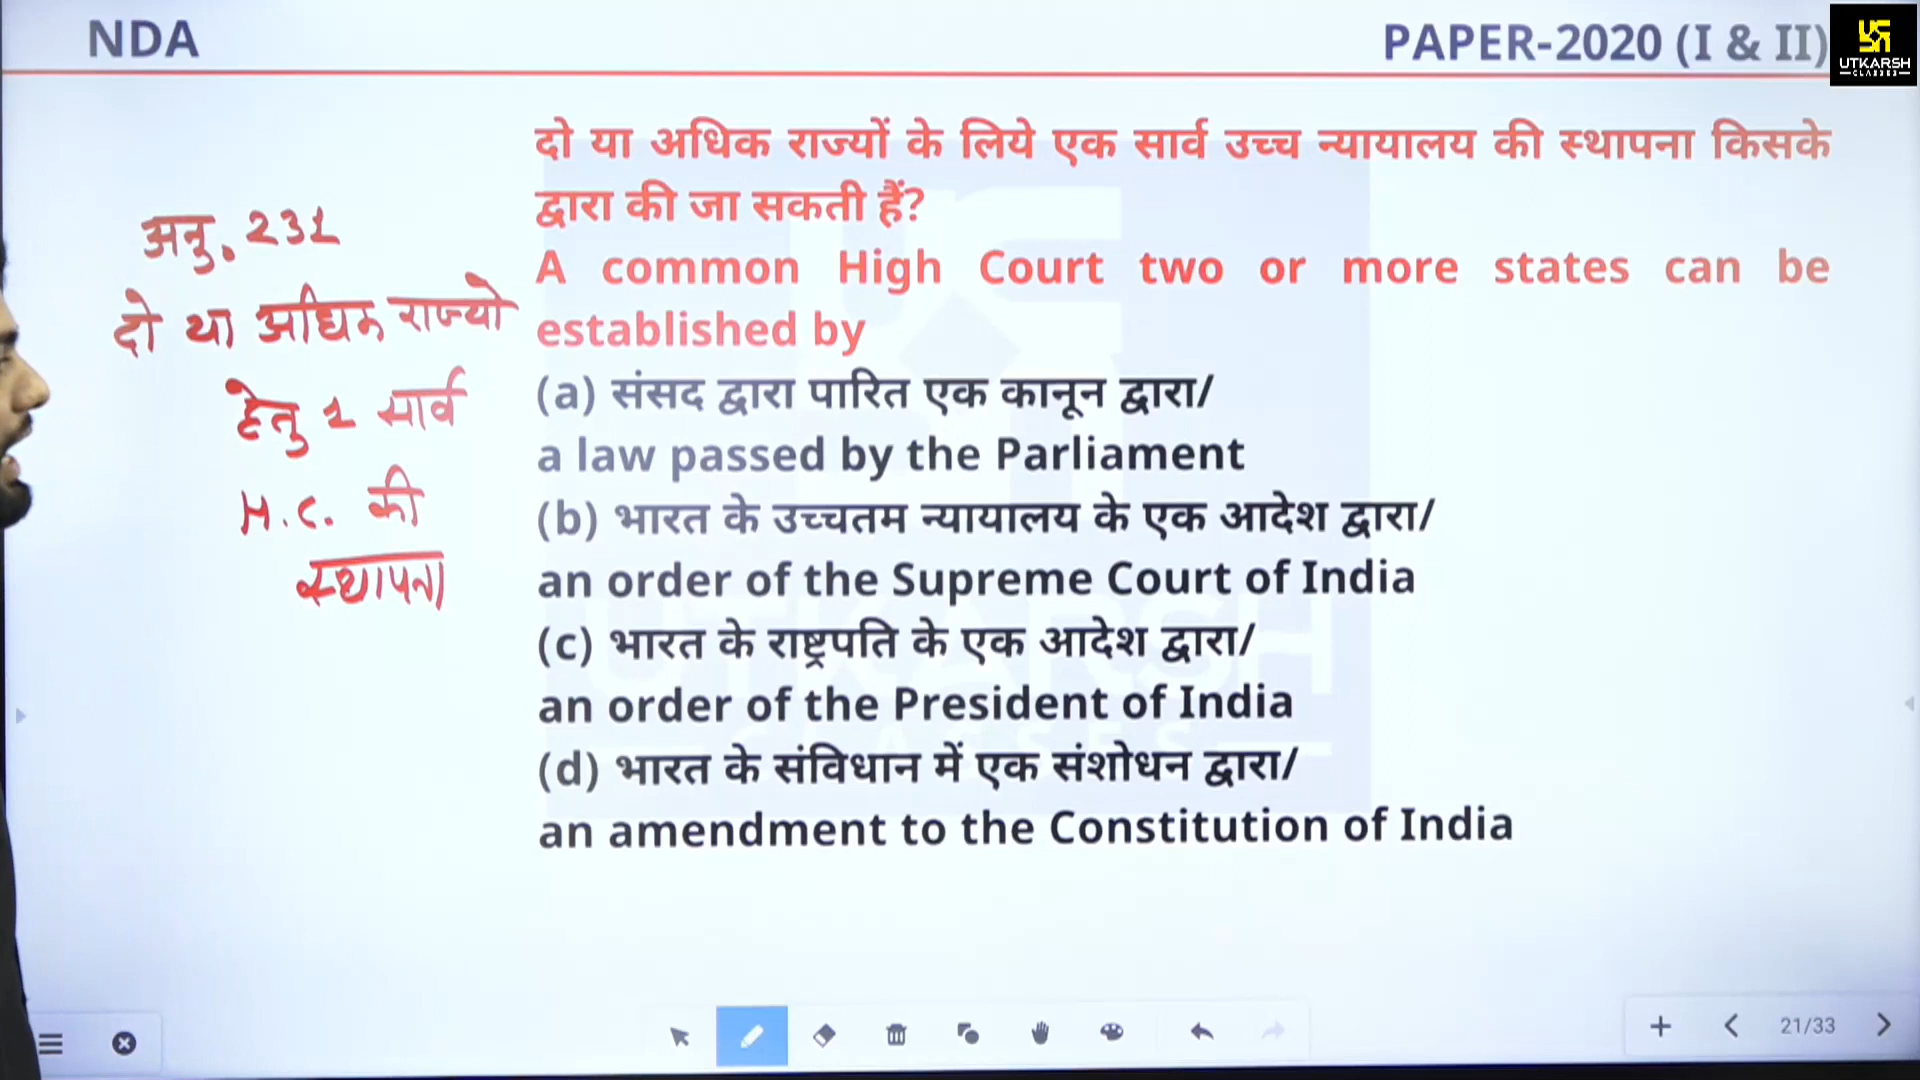 NDA
PAPER-2020 (I & II)
UTKARSH
CLASSES
दो या अधिक राज्यों के लिये एक सार्व उच्च न्यायालय की स्थापना किसके
द्वारा की जा सकती हैं?
A common High Court two or more states can be
established by
(a) संसद द्वारा पारित एक कानून द्वारा/
a law passed by the Parliament
(b) भारत के उच्चतम न्यायालय के एक आदेश द्वारा/
an order of the Supreme Court of India
(c) भारत के राष्ट्रपति के एक आदेश द्वारा/
an order of the President of India
(d) भारत के संविधान में एक संशोधन द्वारा/
an amendment to the Constitution of India
अनु. 231
दो या अधिक राज्यो
हेतु 1 सार्व
H.C. की
स्थापना
UTKARSH
CLASSES
21/33